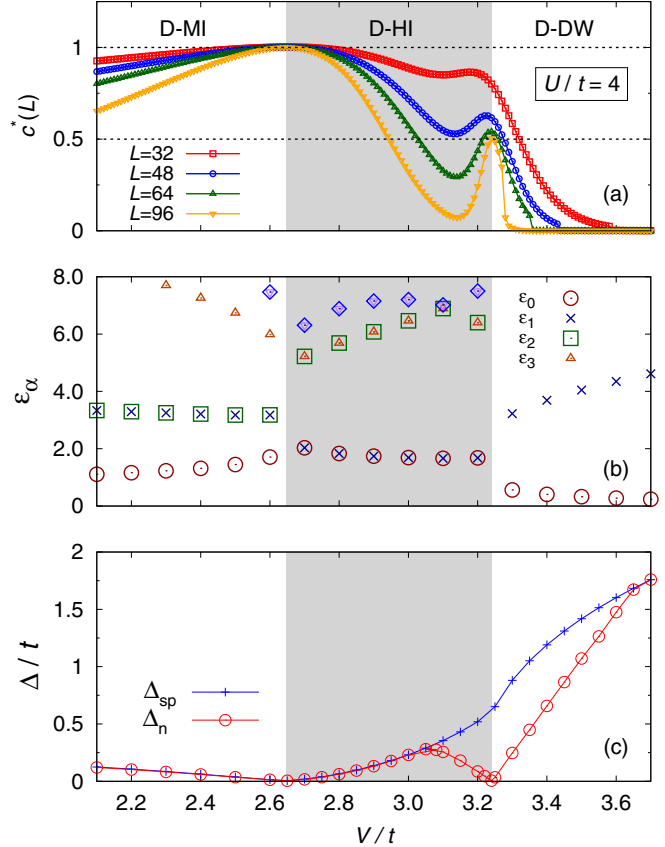 D-MI D-HI D-DW
1
U / t = 4
c*(L)
0.5
L=32
L=48
L=64
L=96
(a)
0
8.0
ε0
ε1
ε2
ε3
6.0
εα
4.0
2.0
(b)
0
2
1.5
Δ / t
1
Δsp
Δn
0.5
(c)
0
2.2 2.4 2.6 2.8 3.0 3.2 3.4 3.6
V / t